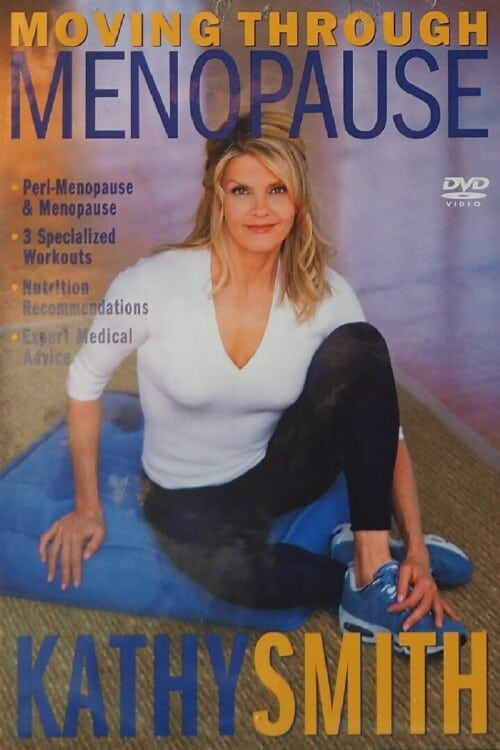 MOVING THROUGH
MENOPAUSE
• Peri-Menopause
& Menopause
• 3 Specialized
Workouts
• Nutrition
Recommendations
• Expert Medical
Advice
DVD
VIDEO
KATHY SMITH